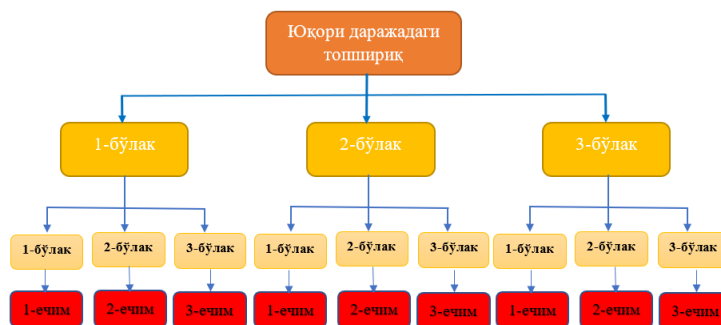 Юқори даражадаги
топшириқ
1-бўлак
2-бўлак
3-бўлак
1-бўлак
2-бўлак
3-бўлак
1-бўлак
2-бўлак
3-бўлак
1-бўлак
2-бўлак
3-бўлак
1-ечим
2-ечим
3-ечим
1-ечим
2-ечим
3-ечим
1-ечим
2-ечим
3-ечим